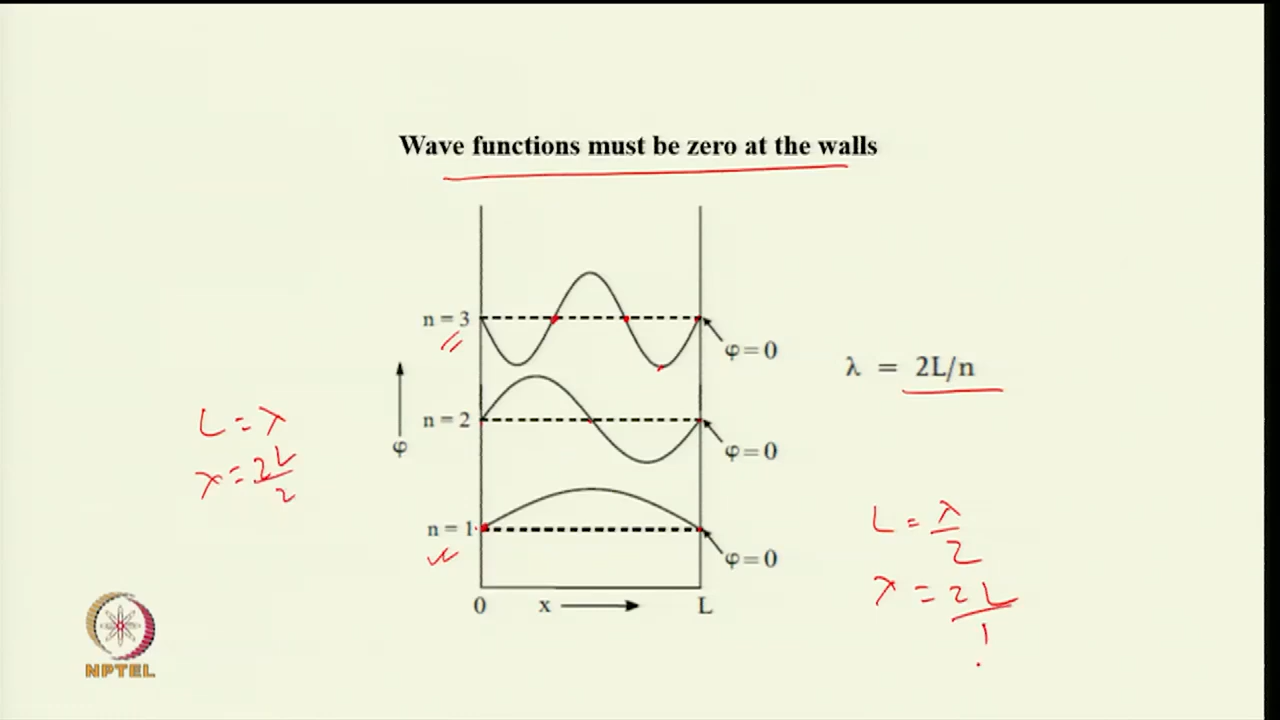 Wave functions must be zero at the walls
n = 3
φ = 0
λ = 2L/n
L = λ
n = 2
φ
φ = 0
λ = 2L/2
L = λ/2
n = 1
φ = 0
λ = 2L/1
0 x L
NPTEL